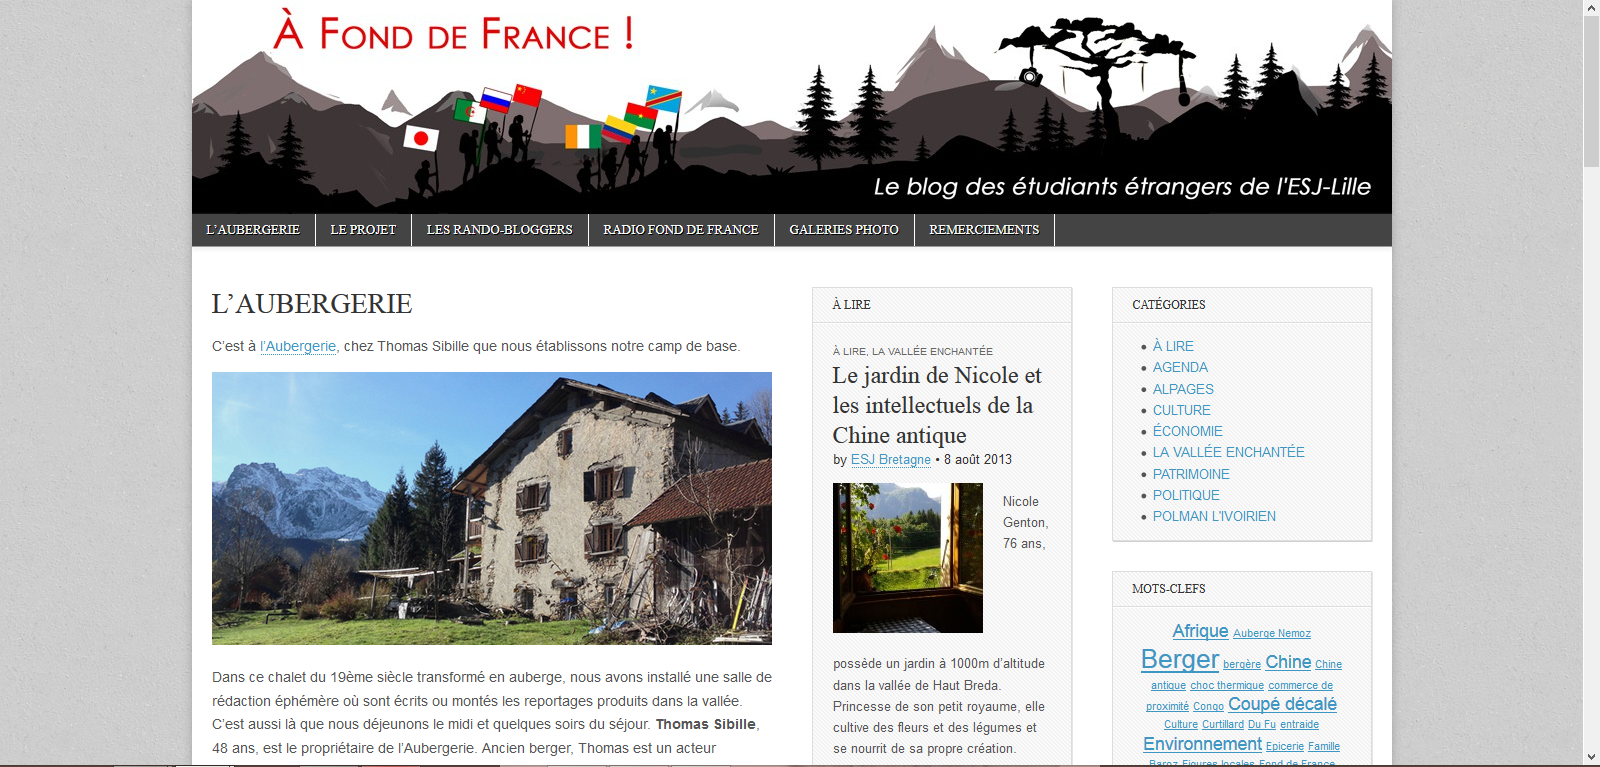 À FOND DE FRANCE !
Le blog des étudiants étrangers de l'ESJ-Lille
L’AUBERGERIE
LE PROJET
LES RANDO-BLOGGERS
RADIO FOND DE FRANCE
GALERIES PHOTO
REMERCIEMENTS
L’AUBERGERIE
C’est à l’Aubergerie, chez Thomas Sibille que nous établissons notre camp de base.
Dans ce chalet du 19ème siècle transformé en auberge, nous avons installé une salle de
rédaction éphémère où sont écrits ou montés les reportages produits dans la vallée.
C’est aussi là que nous déjeunons le midi et quelques soirs du séjour. Thomas Sibille,
48 ans, est le propriétaire de l’Aubergerie. Ancien berger, Thomas est un acteur
À LIRE
À LIRE, LA VALLÉE ENCHANTÉE
Le jardin de Nicole et
les intellectuels de la
Chine antique
by ESJ Bretagne • 8 août 2013
Nicole
Genton,
76 ans,
possède un jardin à 1000m d’altitude
dans la vallée de Haut Breda.
Princesse de son petit royaume, elle
cultive des fleurs et des légumes et
se nourrit de sa propre création.
CATÉGORIES
À LIRE
AGENDA
ALPAGES
CULTURE
ÉCONOMIE
LA VALLÉE ENCHANTÉE
PATRIMOINE
POLITIQUE
POLMAN L'IVOIRIEN
MOTS-CLEFS
Afrique Auberge Nemoz
Berger bergère Chine Chine
antique choc thermique commerce de
proximité Congo Coupé décalé
Culture Curtillard Du Fu entraide
Environnement Epicerie Famille
Baroz Figures locales Fond de France